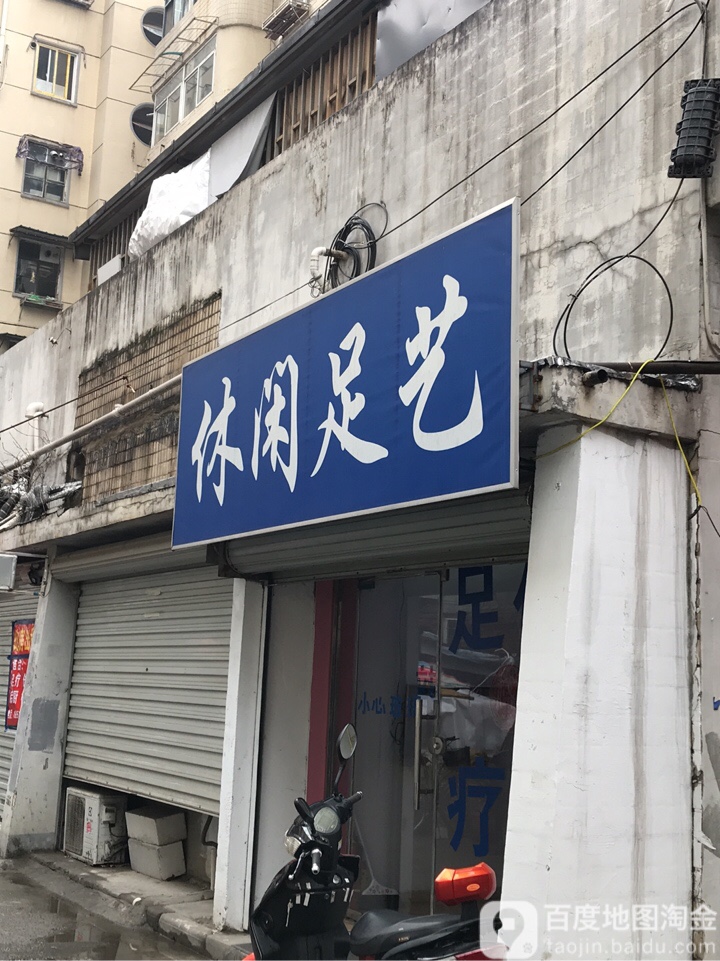 休闲足艺
足
疗
小心
百度地图淘金
taojin.baidu.com